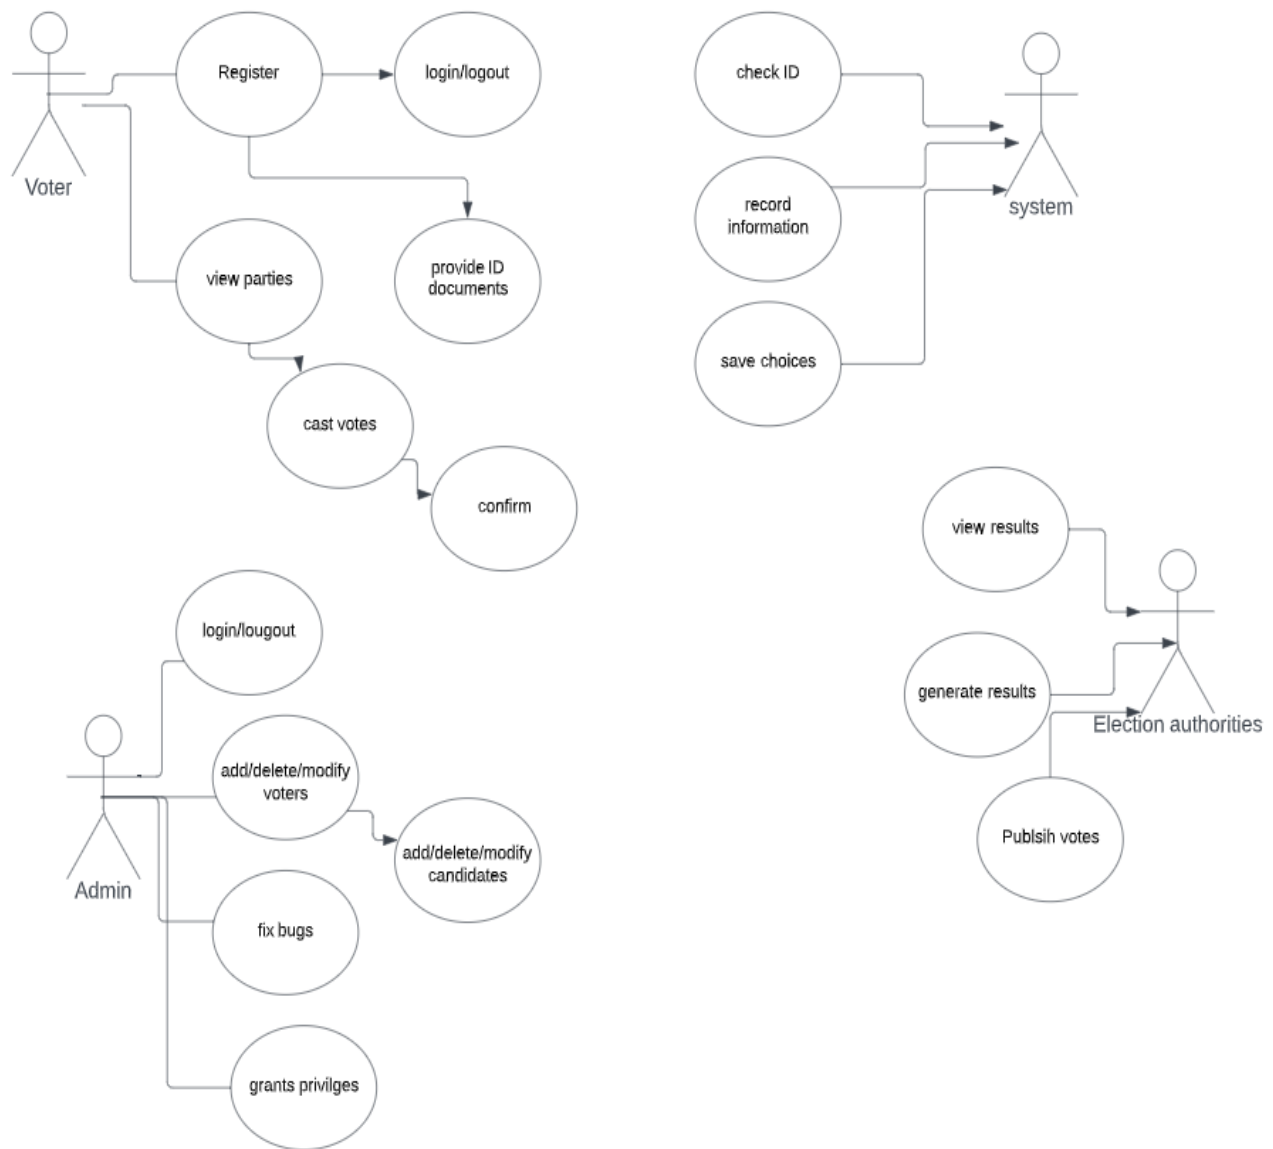 Register
login/logout
Voter
view parties
provide ID
documents
cast votes
confirm
check ID
record
information
system
save choices
view results
generate results
Election authorities
Publsih votes
login/lougout
add/delete/modify
voters
add/delete/modify
candidates
Admin
fix bugs
grants privilges